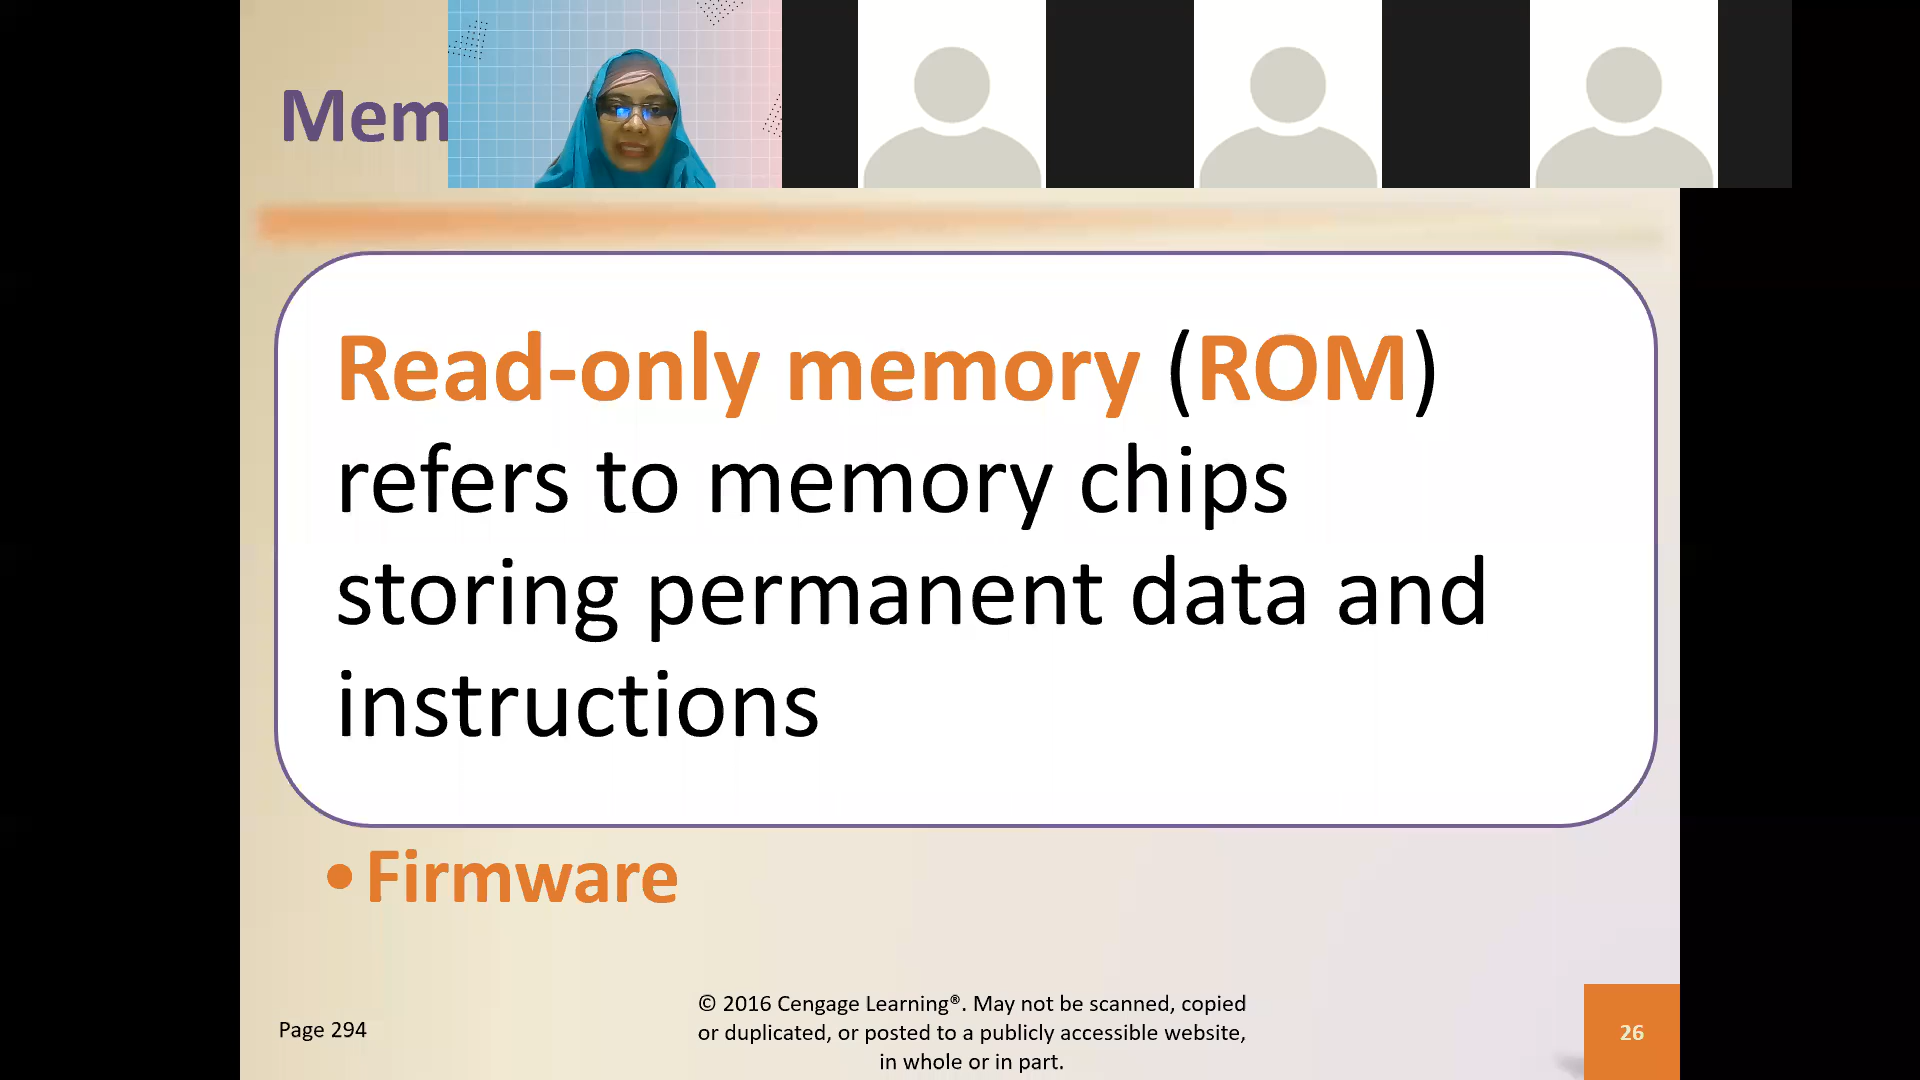 Mem
Read-only memory (ROM)
refers to memory chips
storing permanent data and
instructions
•Firmware
Page 294
© 2016 Cengage Learning®. May not be scanned, copied
or duplicated, or posted to a publicly accessible website,
in whole or in part.
26